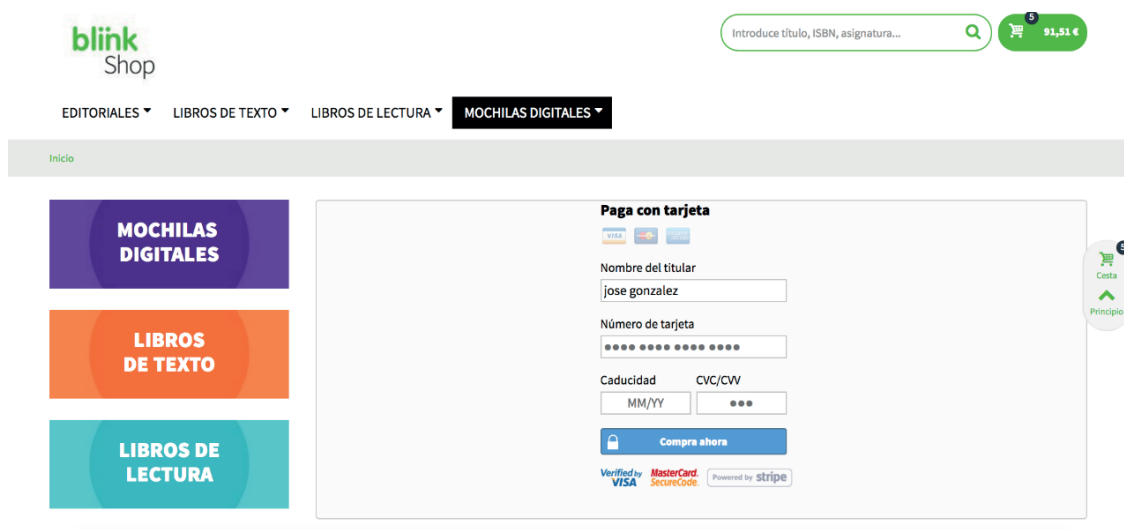 blink
Shop
Introduce título, ISBN, asignatura...
5
91,51 €
EDITORIALES
LIBROS DE TEXTO
LIBROS DE LECTURA
MOCHILAS DIGITALES
Inicio
MOCHILAS
DIGITALES
LIBROS
DE TEXTO
LIBROS DE
LECTURA
Paga con tarjeta
VISA
Nombre del titular
jose gonzalez
Número de tarjeta
•••• •••• •••• ••••
Caducidad CVC/CVV
MM/YY •••
Compra ahora
Verified by VISA
MasterCard. SecureCode.
Powered by stripe
5
Cesta
Principio